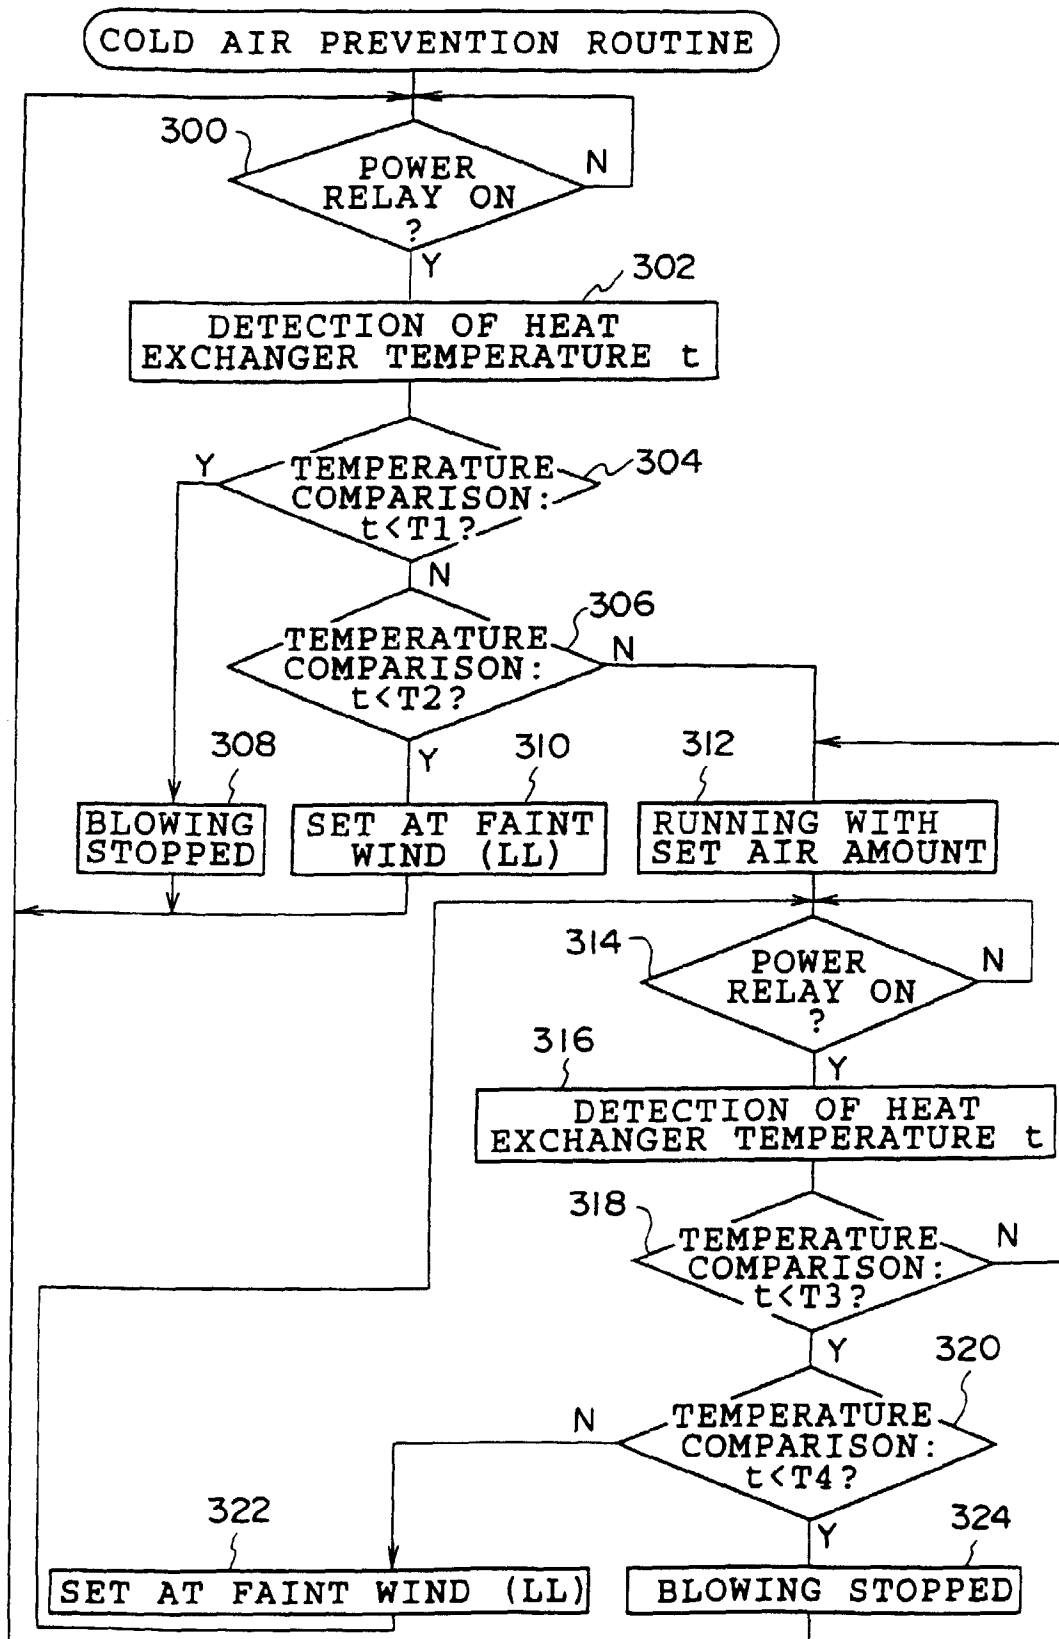 COLD AIR PREVENTION ROUTINE
300
POWER
RELAY ON
?
N
Y
302
DETECTION OF HEAT
EXCHANGER TEMPERATURE t
304
Y
TEMPERATURE
COMPARISON:
t<T1?
N
306
TEMPERATURE
COMPARISON:
t<T2?
N
Y
308
BLOWING
STOPPED
310
SET AT FAINT
WIND (LL)
312
RUNNING WITH
SET AIR AMOUNT
314
POWER
RELAY ON
?
N
Y
316
DETECTION OF HEAT
EXCHANGER TEMPERATURE t
318
TEMPERATURE
COMPARISON:
t<T3?
N
Y
320
TEMPERATURE
COMPARISON:
t<T4?
N
Y
322
SET AT FAINT WIND (LL)
324
BLOWING STOPPED